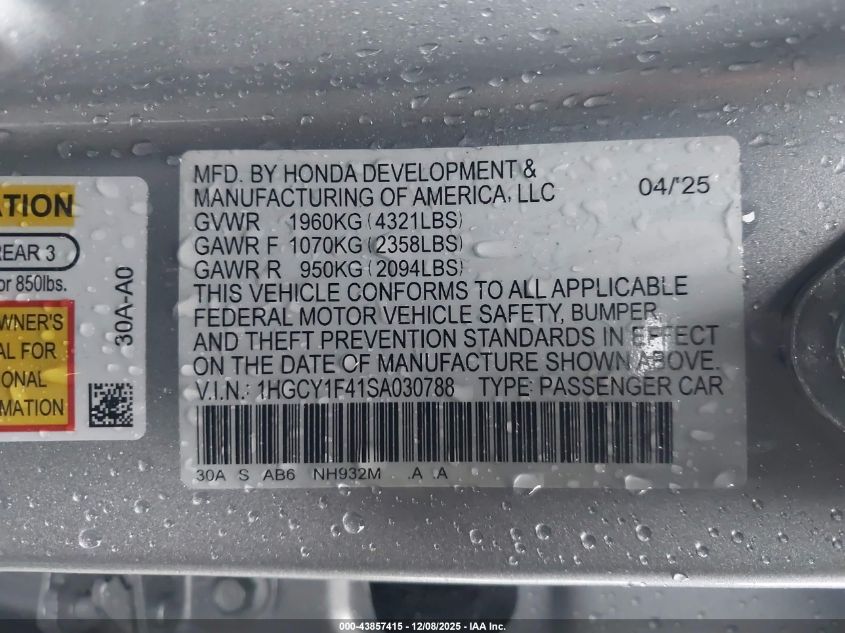 ATION
REAR 3
or 850lbs.
WNER'S
AL FOR
IONAL
MATION
30A-A0
MFD. BY HONDA DEVELOPMENT &
MANUFACTURING OF AMERICA, LLC 04/'25
GVWR 1960KG (4321LBS)
GAWR F 1070KG (2358LBS)
GAWR R 950KG (2094LBS)
THIS VEHICLE CONFORMS TO ALL APPLICABLE
FEDERAL MOTOR VEHICLE SAFETY, BUMPER,
AND THEFT PREVENTION STANDARDS IN EFFECT
ON THE DATE OF MANUFACTURE SHOWN ABOVE.
V.I.N.: 1HGCY1F41SA030788 TYPE: PASSENGER CAR
30A S AB6 NH932M .A A
000-43857415 - 12/08/2025 - IAA Inc.